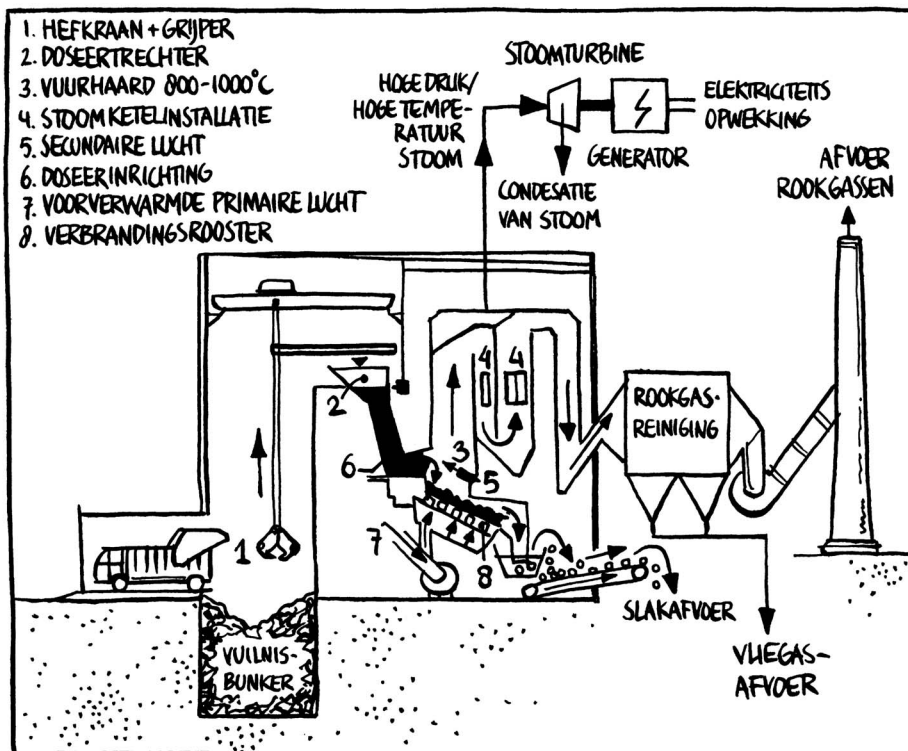 1. HEFKRAAN + GRIJPER
2. DOSEERTRECHTER
3. VUURHAARD 800-1000°C
4. STOOMKETELINSTALLATIE
5. SECUNDAIRE LUCHT
6. DOSEERINRICHTING
7. VOORVERWARMDE PRIMAIRE LUCHT
8. VERBRANDINGSROOSTER
HOGE DRUK/
HOGE TEMPE-
RATUUR
STOOM
STOOMTURBINE
ELEKTRICITEITS
OPWEKKING
GENERATOR
CONDESATIE
VAN STOOM
AFVOER
ROOKGASSEN
4 4
2
ROOKGAS-
REINIGING
3
6
5
1
7
8
SLAKAFVOER
VUILNIS-
BUNKER
VLIEGAS-
AFVOER